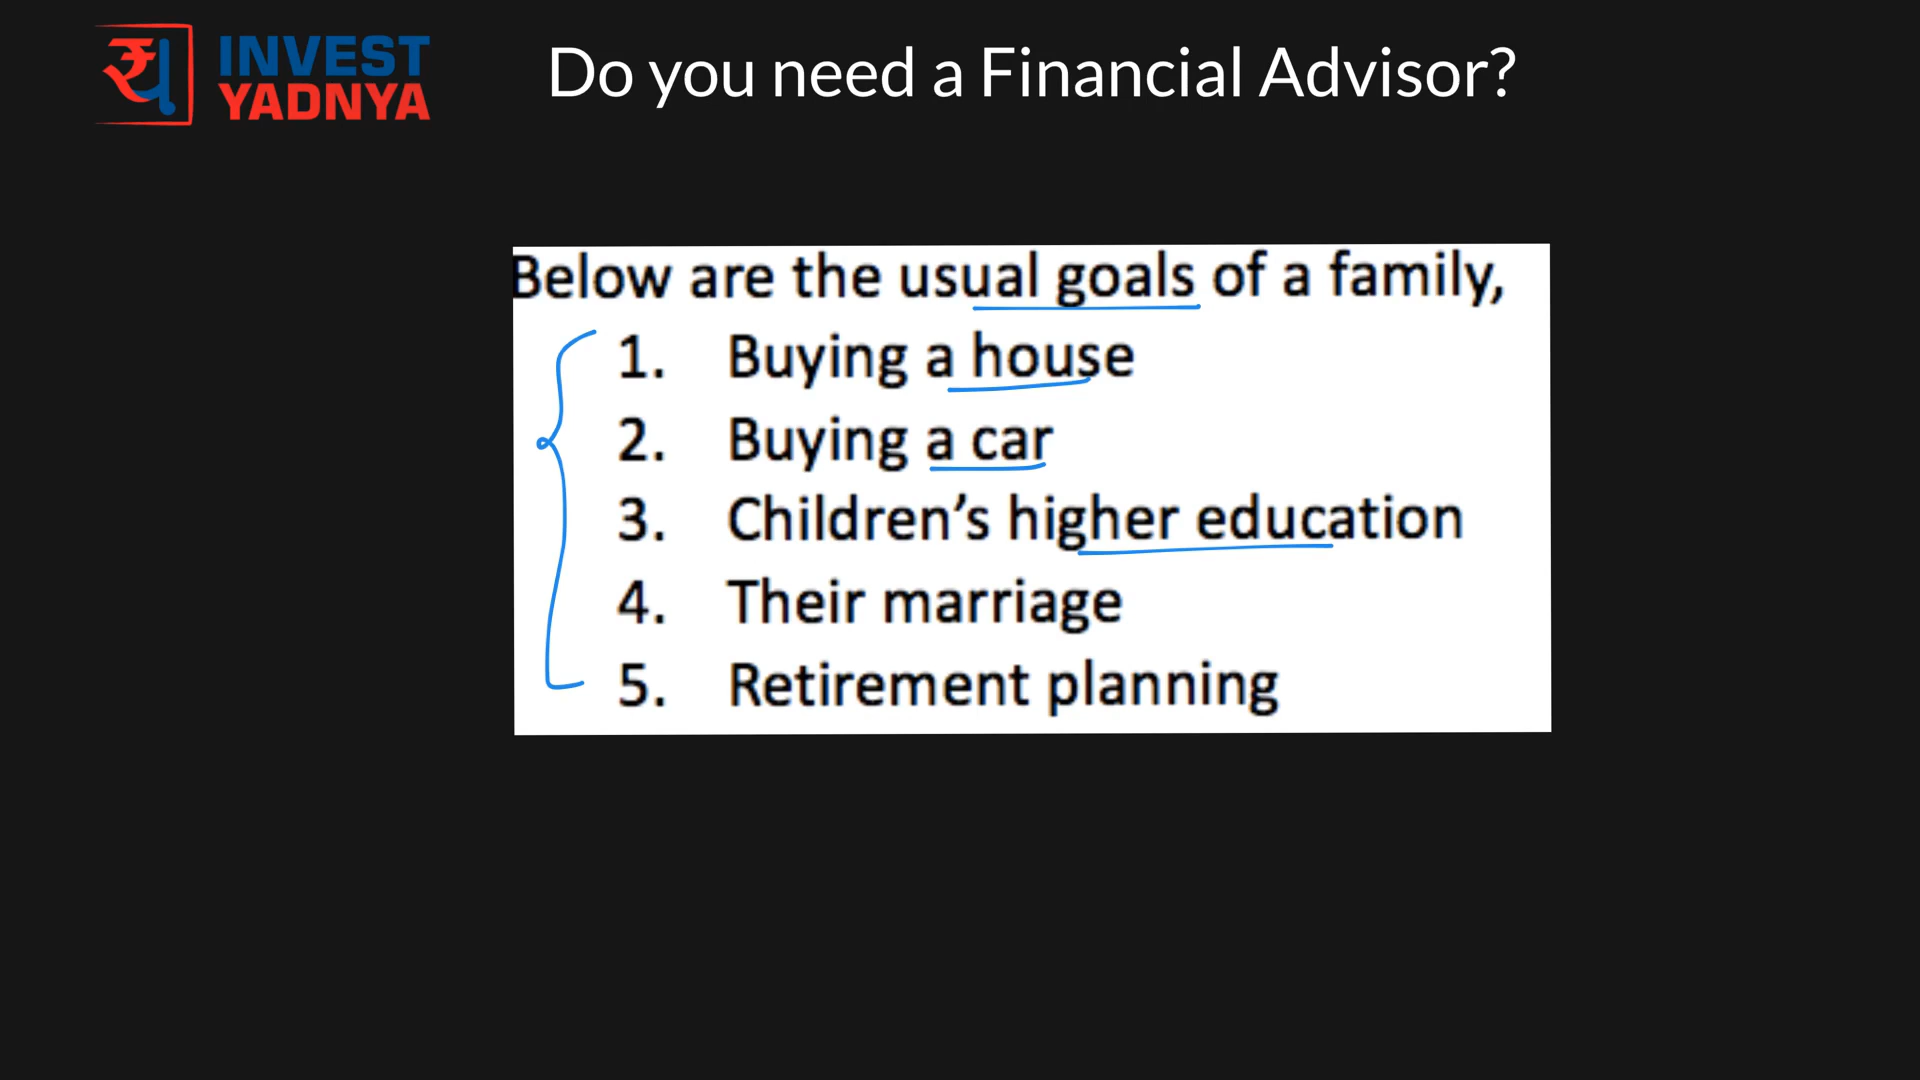 INVEST
YADNYA
Do you need a Financial Advisor?
Below are the usual goals of a family,
1. Buying a house
2. Buying a car
3. Children’s higher education
4. Their marriage
5. Retirement planning